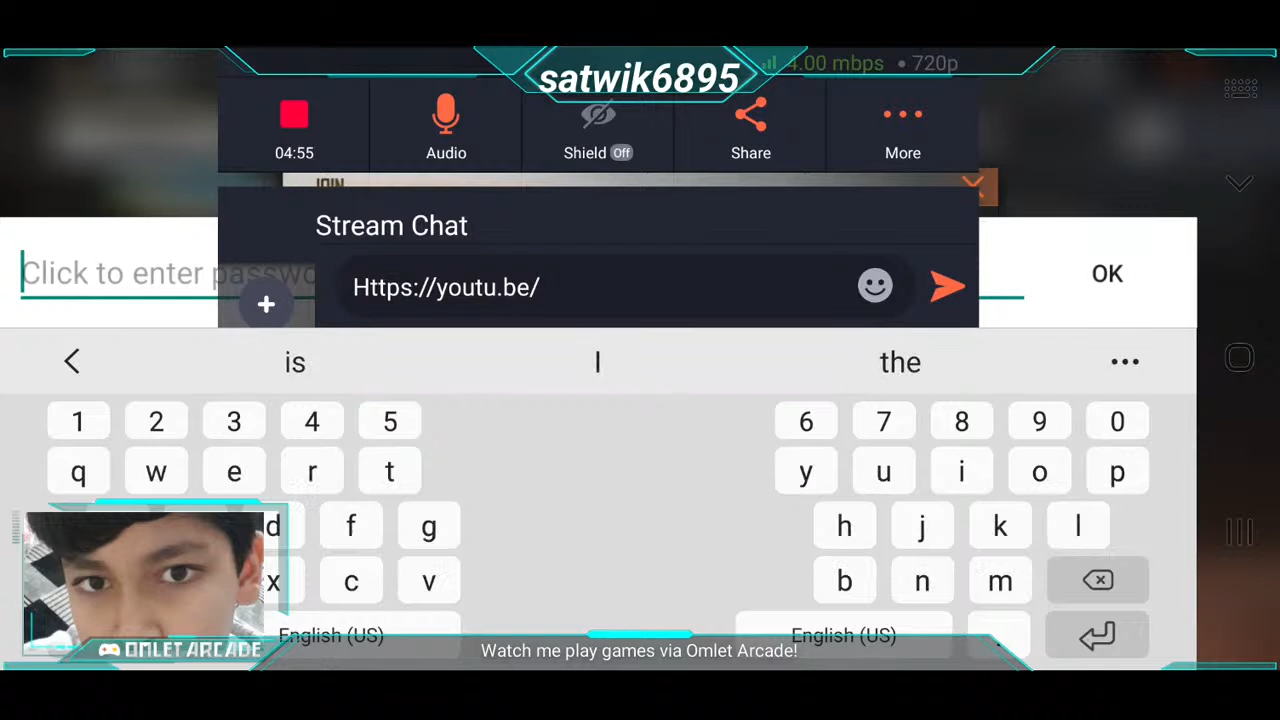 satwik6895
4.00 mbps • 720p
04:55
Audio
Shield Off
Share
More
JOIN
Stream Chat
Click to enter passwo
OK
Https://youtu.be/
is I the
1 2 3 4 5 6 7 8 9 0
q w e r t y u i o p
d f g h j k l
x c v b n m
English (US) English (US) .
OMLET ARCADE
Watch me play games via Omlet Arcade!